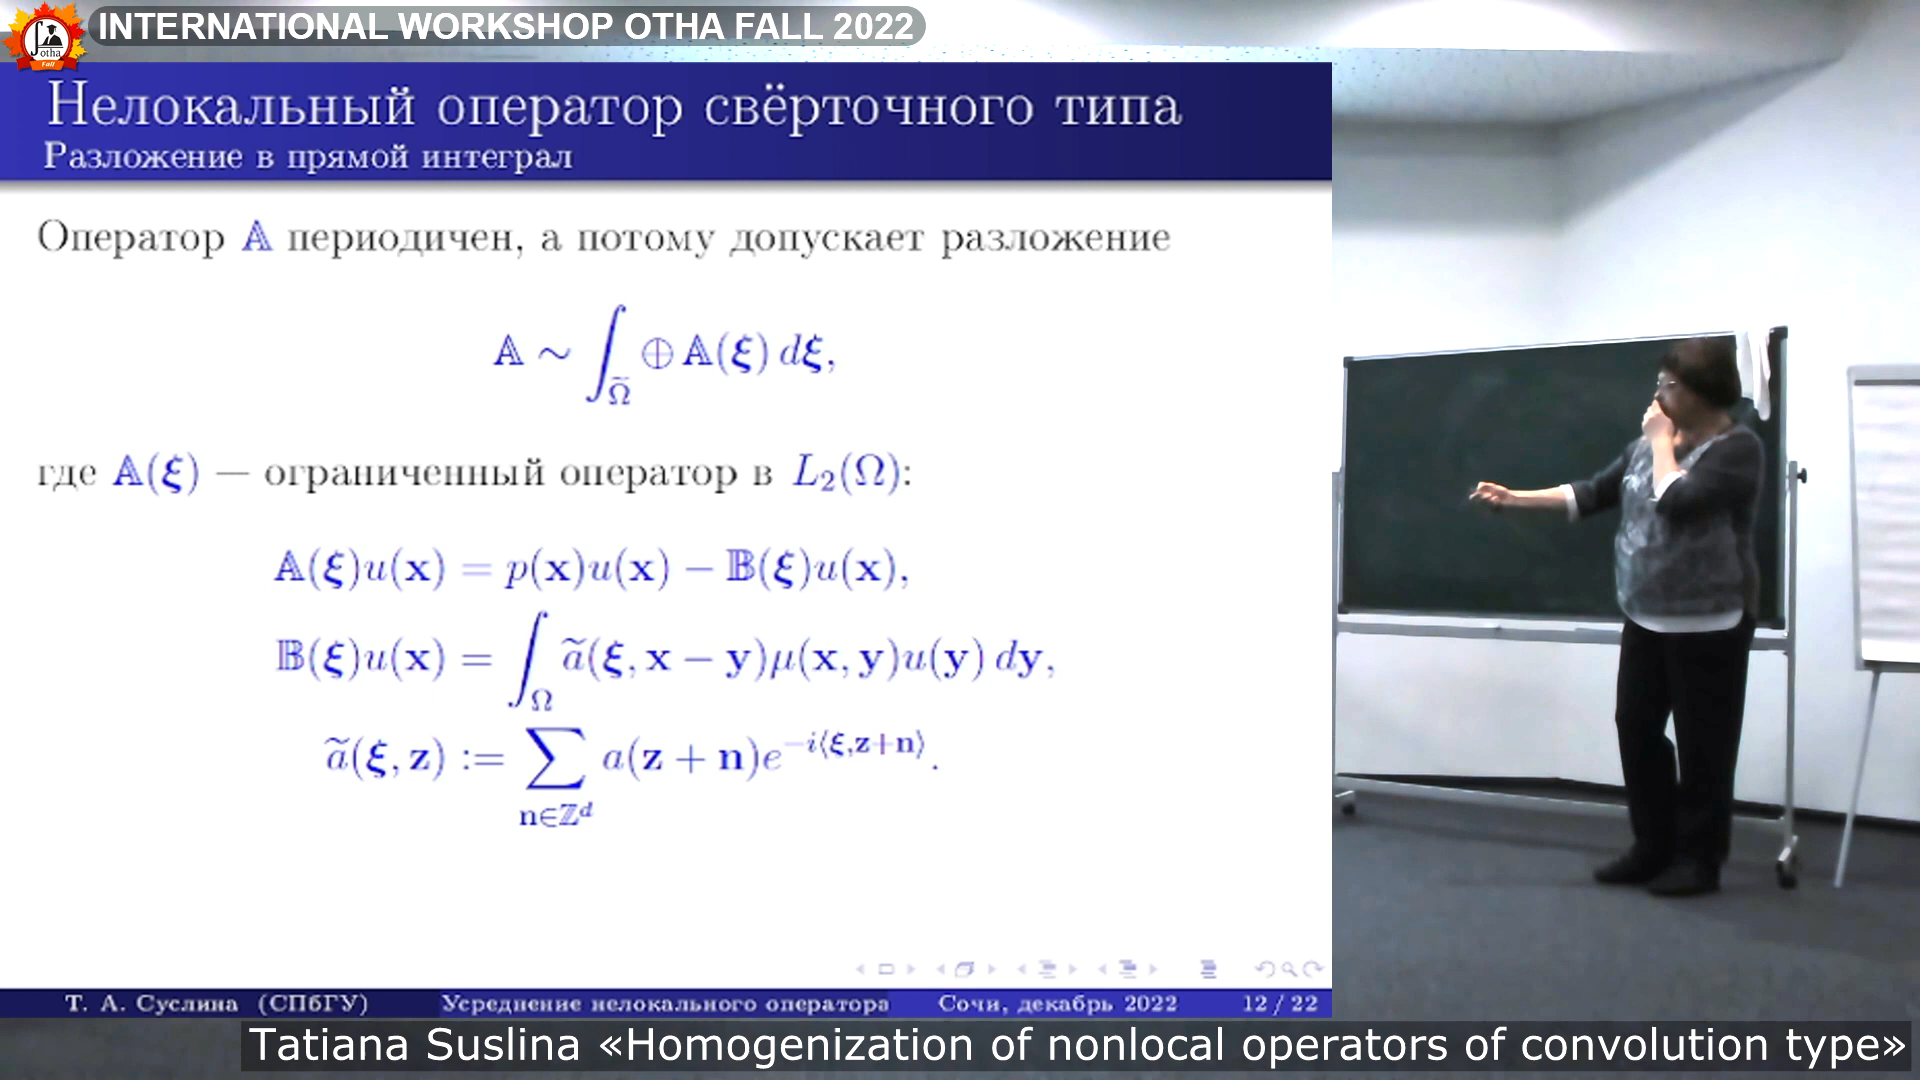 INTERNATIONAL WORKSHOP OTHA FALL 2022
otha
Fall
Нелокальный оператор свёрточного типа
Разложение в прямой интеграл
Оператор 𝔸 периодичен, а потому допускает разложение
𝔸 ∼ ∫_Ω̃ ⊕ 𝔸(ξ) dξ,
где 𝔸(ξ) — ограниченный оператор в L₂(Ω):
𝔸(ξ)u(x) = p(x)u(x) − 𝔹(ξ)u(x),
𝔹(ξ)u(x) = ∫_Ω ã(ξ, x − y)μ(x, y)u(y) dy,
ã(ξ, z) := ∑_{n∈ℤ^d} a(z + n)e^{−i⟨ξ,z+n⟩}.
Т. А. Суслина (СПбГУ) Усреднение нелокального оператора Сочи, декабрь 2022 12 / 22
Tatiana Suslina «Homogenization of nonlocal operators of convolution type»